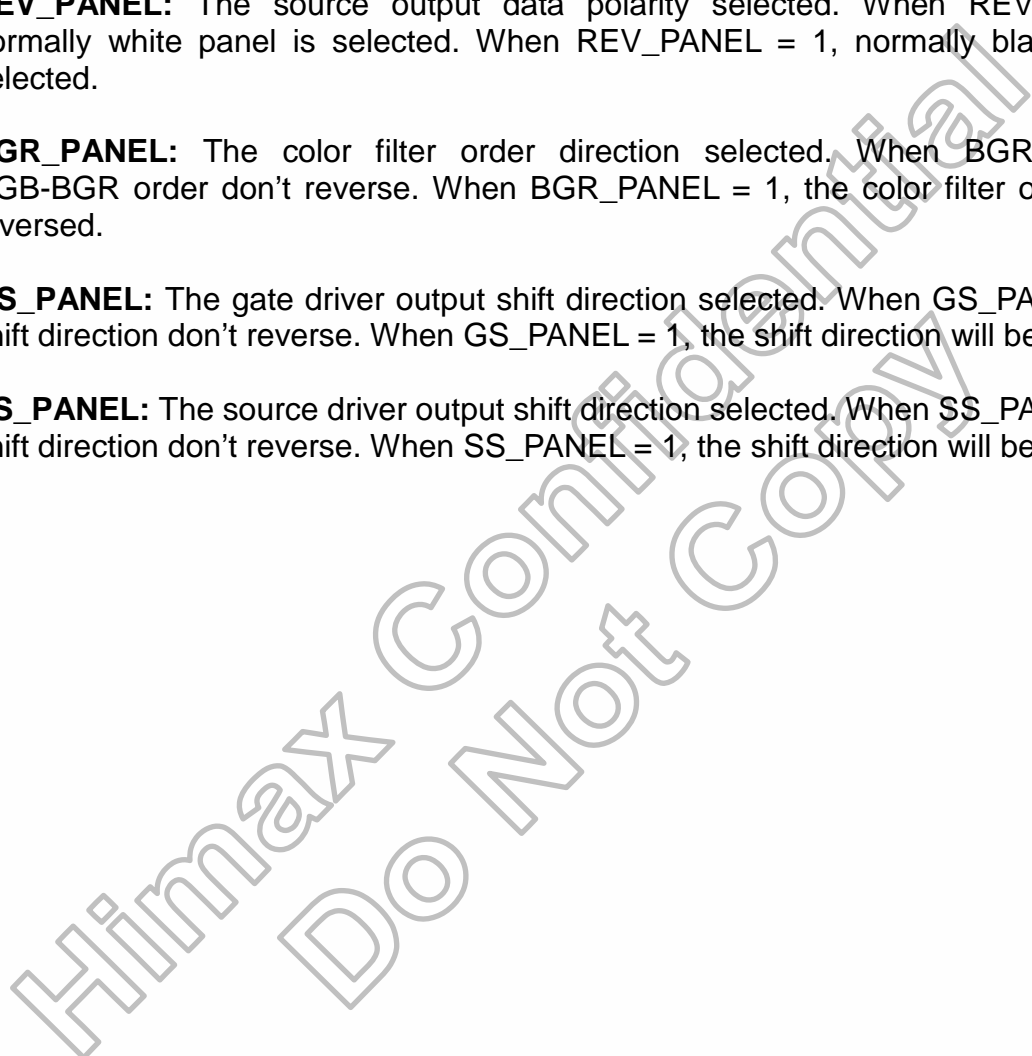 EV_PANEL: The source output data polarity selected. When REV
ormally white panel is selected. When REV_PANEL = 1, normally bla
elected.
GR_PANEL: The color filter order direction selected. When BGR
GB-BGR order don't reverse. When BGR_PANEL = 1, the color filter o
versed.
S_PANEL: The gate driver output shift direction selected. When GS_PA
hift direction don't reverse. When GS_PANEL = 1, the shift direction will be
S_PANEL: The source driver output shift direction selected. When SS_PA
hift direction don't reverse. When SS_PANEL = 1, the shift direction will be
Himax Confidential
Do Not Copy